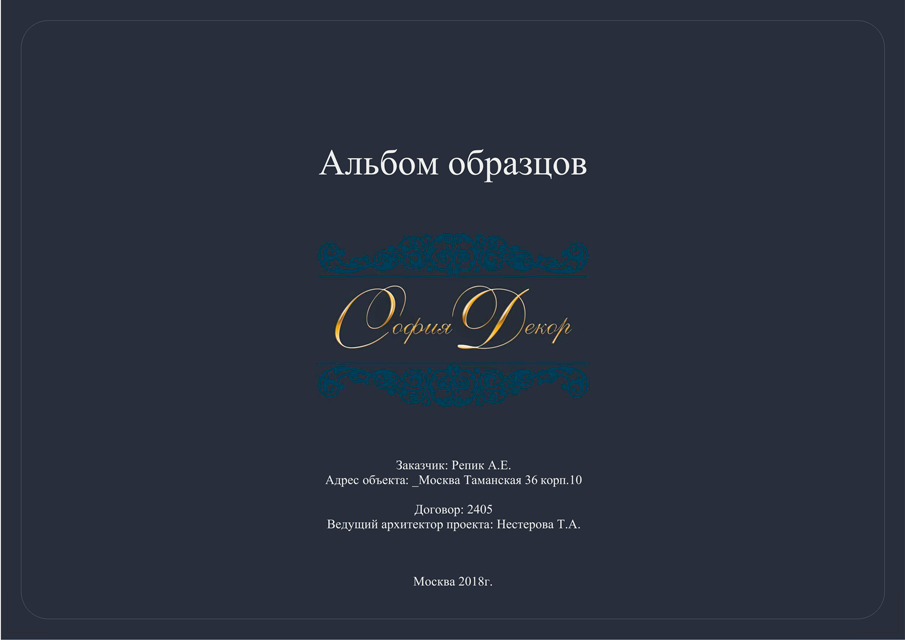 Альбом образцов
София Декор
Заказчик: Репик А.Е.
Адрес объекта: _Москва Таманская 36 корп.10
Договор: 2405
Ведущий архитектор проекта: Нестерова Т.А.
Москва 2018г.